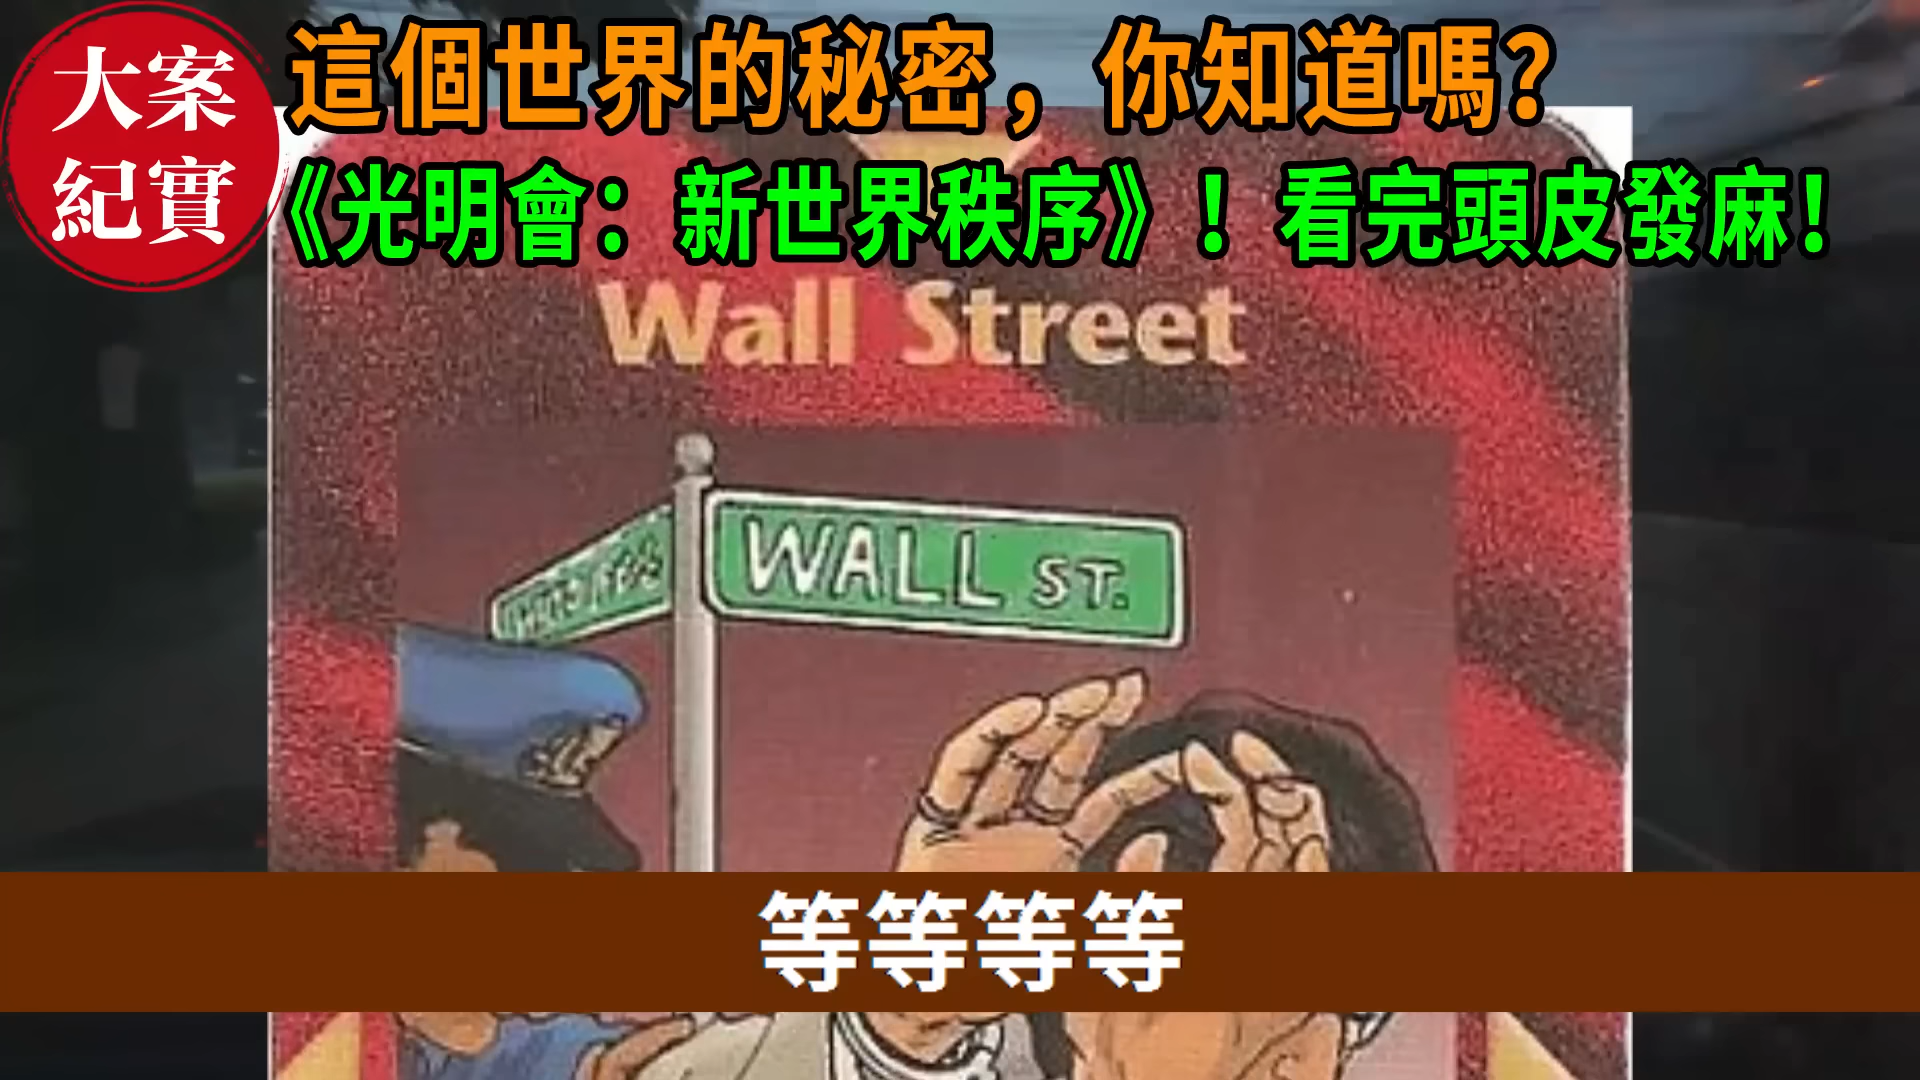 大案
紀實
這個世界的秘密，你知道嗎？
《光明會：新世界秩序》！看完頭皮發麻！
Wall Street
WALL ST.
等等等等